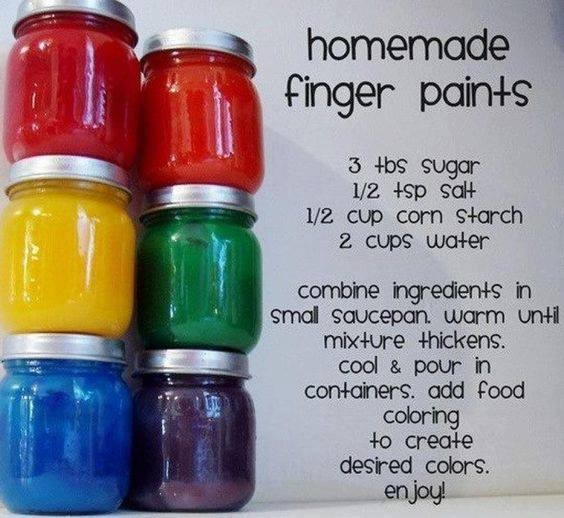 homemade
finger paints
3 tbs sugar
1/2 tsp salt
1/2 cup corn starch
2 cups water
combine ingredients in
small saucepan. warm until
mixture thickens.
cool & pour in
containers. add food
coloring
to create
desired colors.
enjoy!